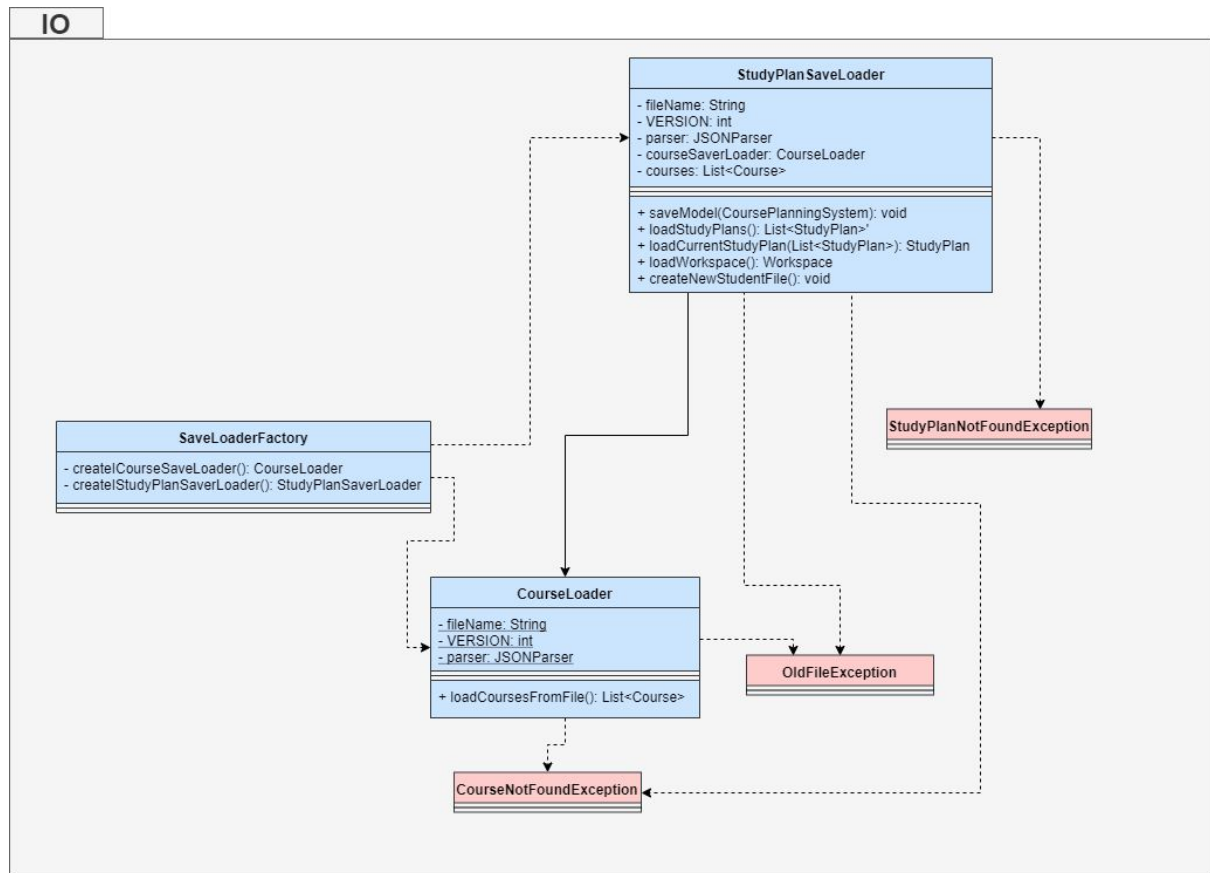 IO
StudyPlanSaveLoader
- fileName: String
- VERSION: int
- parser: JSONParser
- courseSaverLoader: CourseLoader
- courses: List<Course>
+ saveModel(CoursePlanningSystem): void
+ loadStudyPlans(): List<StudyPlan>'
+ loadCurrentStudyPlan(List<StudyPlan>): StudyPlan
+ loadWorkspace(): Workspace
+ createNewStudentFile(): void
StudyPlanNotFoundException
SaveLoaderFactory
- createICourseSaveLoader(): CourseLoader
- createIStudyPlanSaverLoader(): StudyPlanSaverLoader
CourseLoader
- fileName: String
- VERSION: int
- parser: JSONParser
+ loadCoursesFromFile(): List<Course>
OldFileException
CourseNotFoundException